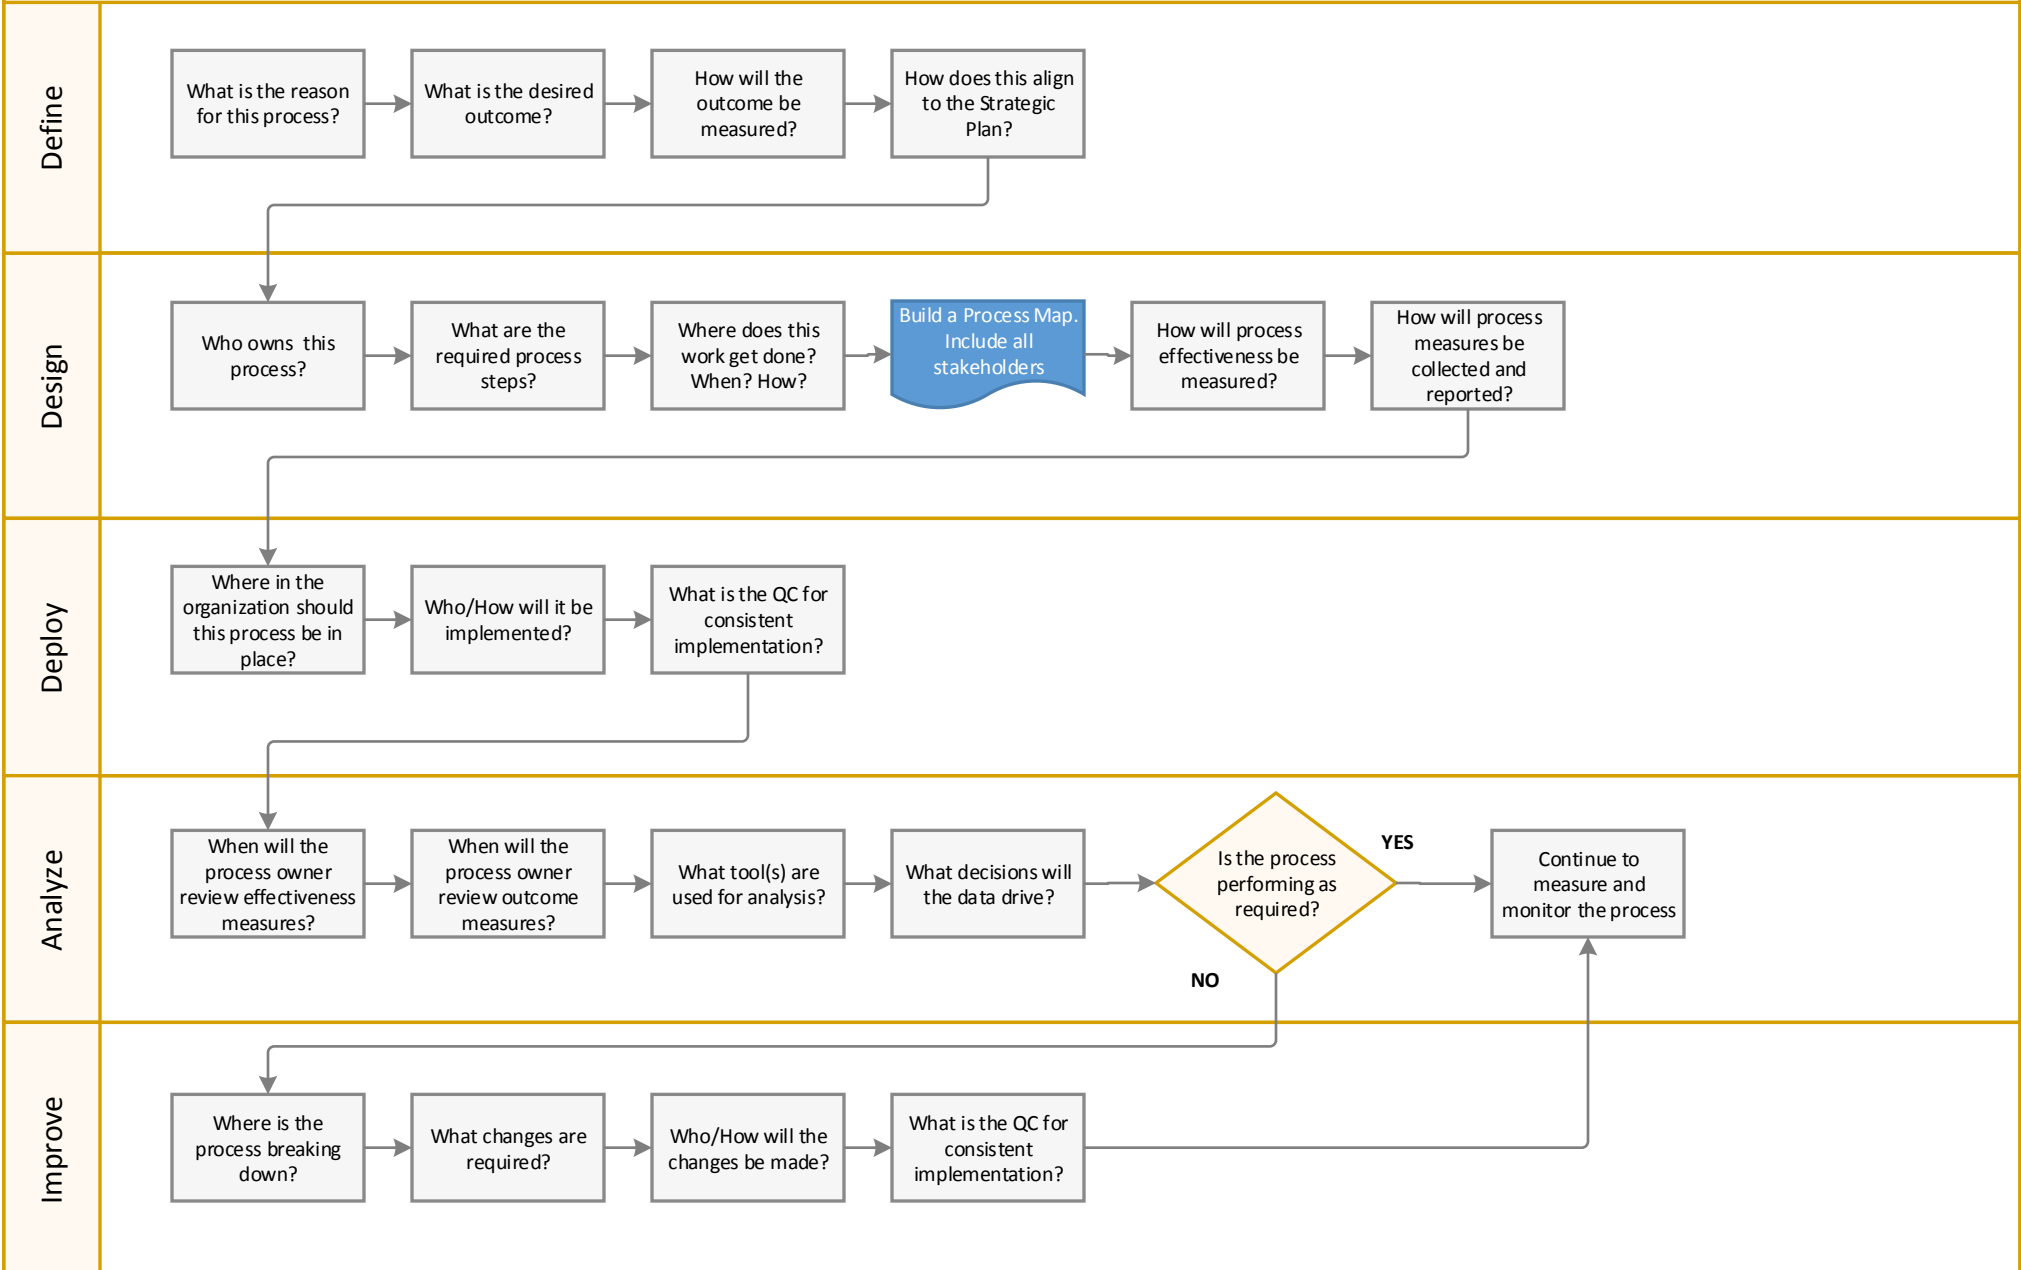 Define
What is the reason
for this process?
What is the desired
outcome?
How will the
outcome be
measured?
How does this align
to the Strategic
Plan?
Design
Who owns this
process?
What are the
required process
steps?
Where does this
work get done?
When? How?
Build a Process Map.
Include all
stakeholders
How will process
effectiveness be
measured?
How will process
measures be
collected and
reported?
Deploy
Where in the
organization should
this process be in
place?
Who/How will it be
implemented?
What is the QC for
consistent
implementation?
Analyze
When will the
process owner
review effectiveness
measures?
When will the
process owner
review outcome
measures?
What tool(s) are
used for analysis?
What decisions will
the data drive?
Is the process
performing as
required?
YES
NO
Continue to
measure and
monitor the process
Improve
Where is the
process breaking
down?
What changes are
required?
Who/How will the
changes be made?
What is the QC for
consistent
implementation?